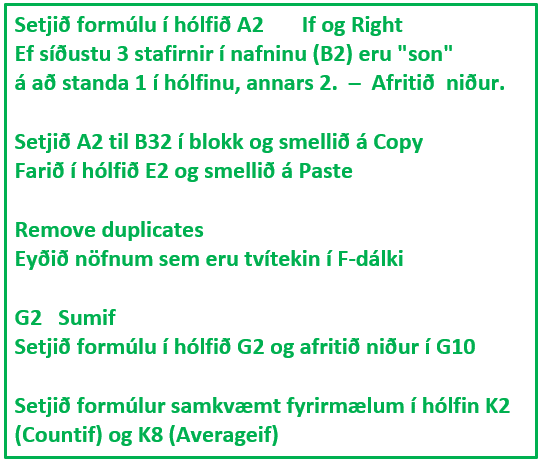 Setjið formúlu í hólfið A2 If og Right
Ef síðustu 3 stafirnir í nafninu (B2) eru "son"
á að standa 1 í hólfinu, annars 2. – Afritið niður.
Setjið A2 til B32 í blokk og smellið á Copy
Farið í hólfið E2 og smellið á Paste
Remove duplicates
Eyðið nöfnum sem eru tvítekin í F-dálki
G2 Sumif
Setjið formúlu í hólfið G2 og afritið niður í G10
Setjið formúlur samkvæmt fyrirmælum í hólfin K2
(Countif) og K8 (Averageif)